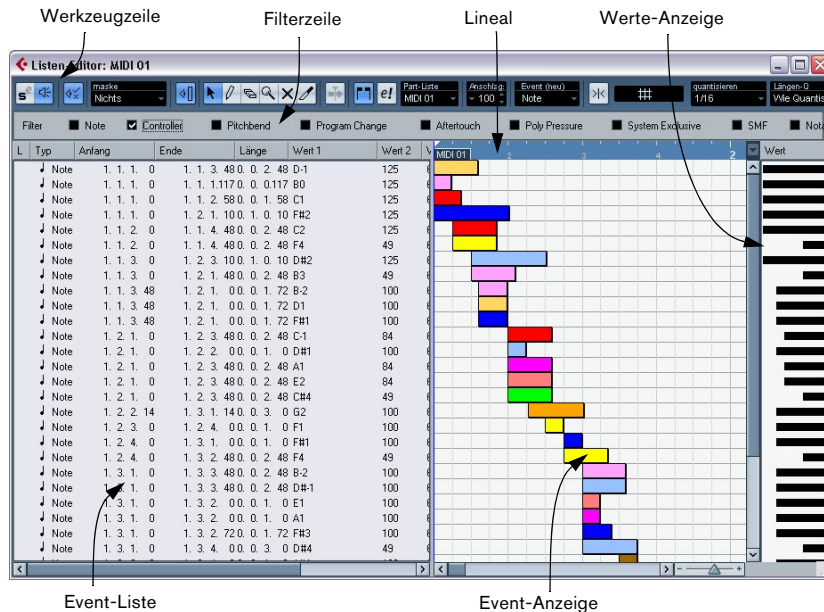 Werkzeugzeile Filterzeile Lineal Werte-Anzeige
Listen-Editor: MIDI 01
maske Part-Liste Anschlag: Event (neu) quantisieren Längen-Q
Nichts e! MIDI 01 100 Note 1/16 Wie Quantis
Filter Note Controller Pitchbend Program Change Aftertouch Poly Pressure System Exclusive SMF Nota
L Typ Anfang Ende Länge Wert 1 Wert 2 MIDI 01 2 3 4 2 Wert
Note 1. 1. 1. 0 1. 1. 3. 48 0. 0. 2. 48 D-1 125
Note 1. 1. 1. 0 1. 1. 1.117 0. 0. 0.117 B0 125
Note 1. 1. 1. 0 1. 1. 2. 58 0. 0. 1. 58 C1 125
Note 1. 1. 1. 0 1. 2. 1. 10 0. 1. 0. 10 F#2 125
Note 1. 1. 2. 0 1. 1. 4. 48 0. 0. 2. 48 C2 125
Note 1. 1. 2. 0 1. 1. 4. 48 0. 0. 2. 48 F4 49
Note 1. 1. 3. 0 1. 2. 3. 10 0. 1. 0. 10 D#2 125
Note 1. 1. 3. 0 1. 2. 1. 48 0. 0. 2. 48 B3 49
Note 1. 1. 3. 48 1. 2. 1. 0 0. 0. 1. 72 B-2 100
Note 1. 1. 3. 48 1. 2. 1. 0 0. 0. 1. 72 D1 100
Note 1. 1. 3. 48 1. 2. 1. 0 0. 0. 1. 72 F#1 100
Note 1. 2. 1. 0 1. 2. 3. 48 0. 0. 2. 48 C-1 84
Note 1. 2. 1. 0 1. 2. 2. 0 0. 0. 1. 0 D#1 100
Note 1. 2. 1. 0 1. 2. 3. 48 0. 0. 2. 48 A1 84
Note 1. 2. 1. 0 1. 2. 3. 48 0. 0. 2. 48 E2 84
Note 1. 2. 1. 0 1. 2. 3. 48 0. 0. 2. 48 C#4 49
Note 1. 2. 2. 14 1. 3. 1. 14 0. 0. 3. 0 G2 100
Note 1. 2. 3. 0 1. 2. 4. 0 0. 0. 1. 0 F1 100
Note 1. 2. 4. 0 1. 3. 1. 0 0. 0. 1. 0 F#1 100
Note 1. 2. 4. 0 1. 3. 2. 48 0. 0. 2. 48 F4 49
Note 1. 3. 1. 0 1. 3. 3. 48 0. 0. 2. 48 B-2 100
Note 1. 3. 1. 0 1. 3. 3. 48 0. 0. 2. 48 D#-1 100
Note 1. 3. 1. 0 1. 3. 2. 0 0. 0. 1. 0 E1 100
Note 1. 3. 1. 0 1. 3. 2. 0 0. 0. 1. 0 A1 100
Note 1. 3. 1. 0 1. 3. 2. 72 0. 0. 1. 72 F#3 100
Note 1. 3. 1. 0 1. 3. 4. 0 0. 0. 3. 0 D#4 49
Event-Liste Event-Anzeige